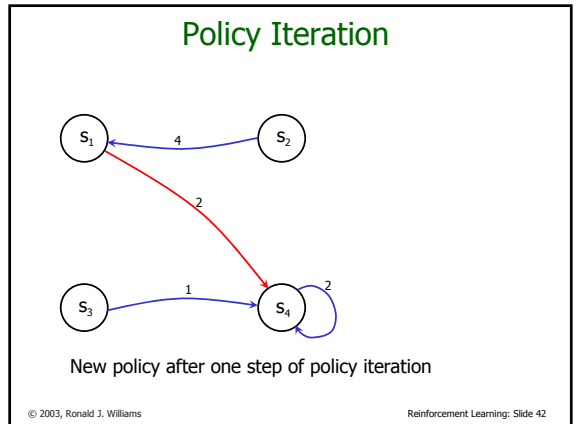 Policy Iteration
S1
4
S2
2
S3
1
S4
2
New policy after one step of policy iteration
© 2003, Ronald J. Williams
Reinforcement Learning: Slide 42